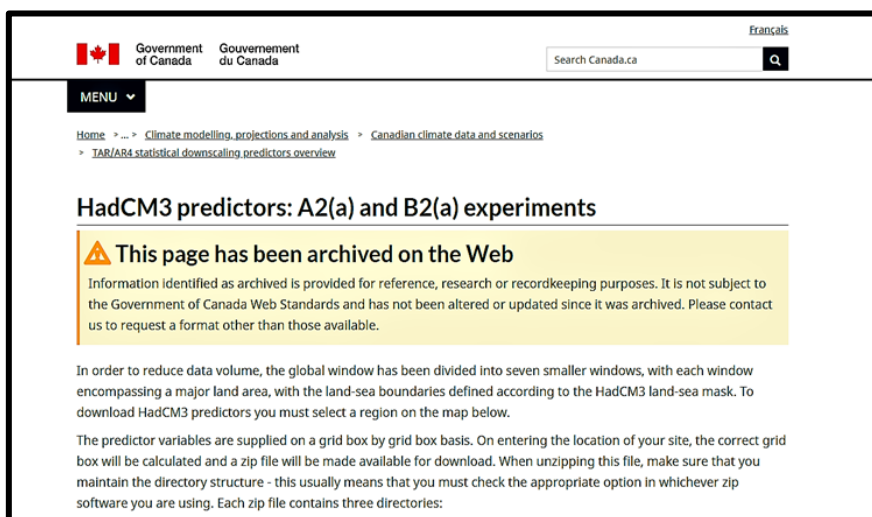 Français
Government of Canada
Gouvernement du Canada
Search Canada.ca
MENU
Home > ... > Climate modelling, projections and analysis > Canadian climate data and scenarios
> TAR/AR4 statistical downscaling predictors overview
HadCM3 predictors: A2(a) and B2(a) experiments
This page has been archived on the Web
Information identified as archived is provided for reference, research or recordkeeping purposes. It is not subject to
the Government of Canada Web Standards and has not been altered or updated since it was archived. Please contact
us to request a format other than those available.
In order to reduce data volume, the global window has been divided into seven smaller windows, with each window
encompassing a major land area, with the land-sea boundaries defined according to the HadCM3 land-sea mask. To
download HadCM3 predictors you must select a region on the map below.
The predictor variables are supplied on a grid box by grid box basis. On entering the location of your site, the correct grid
box will be calculated and a zip file will be made available for download. When unzipping this file, make sure that you
maintain the directory structure - this usually means that you must check the appropriate option in whichever zip
software you are using. Each zip file contains three directories: